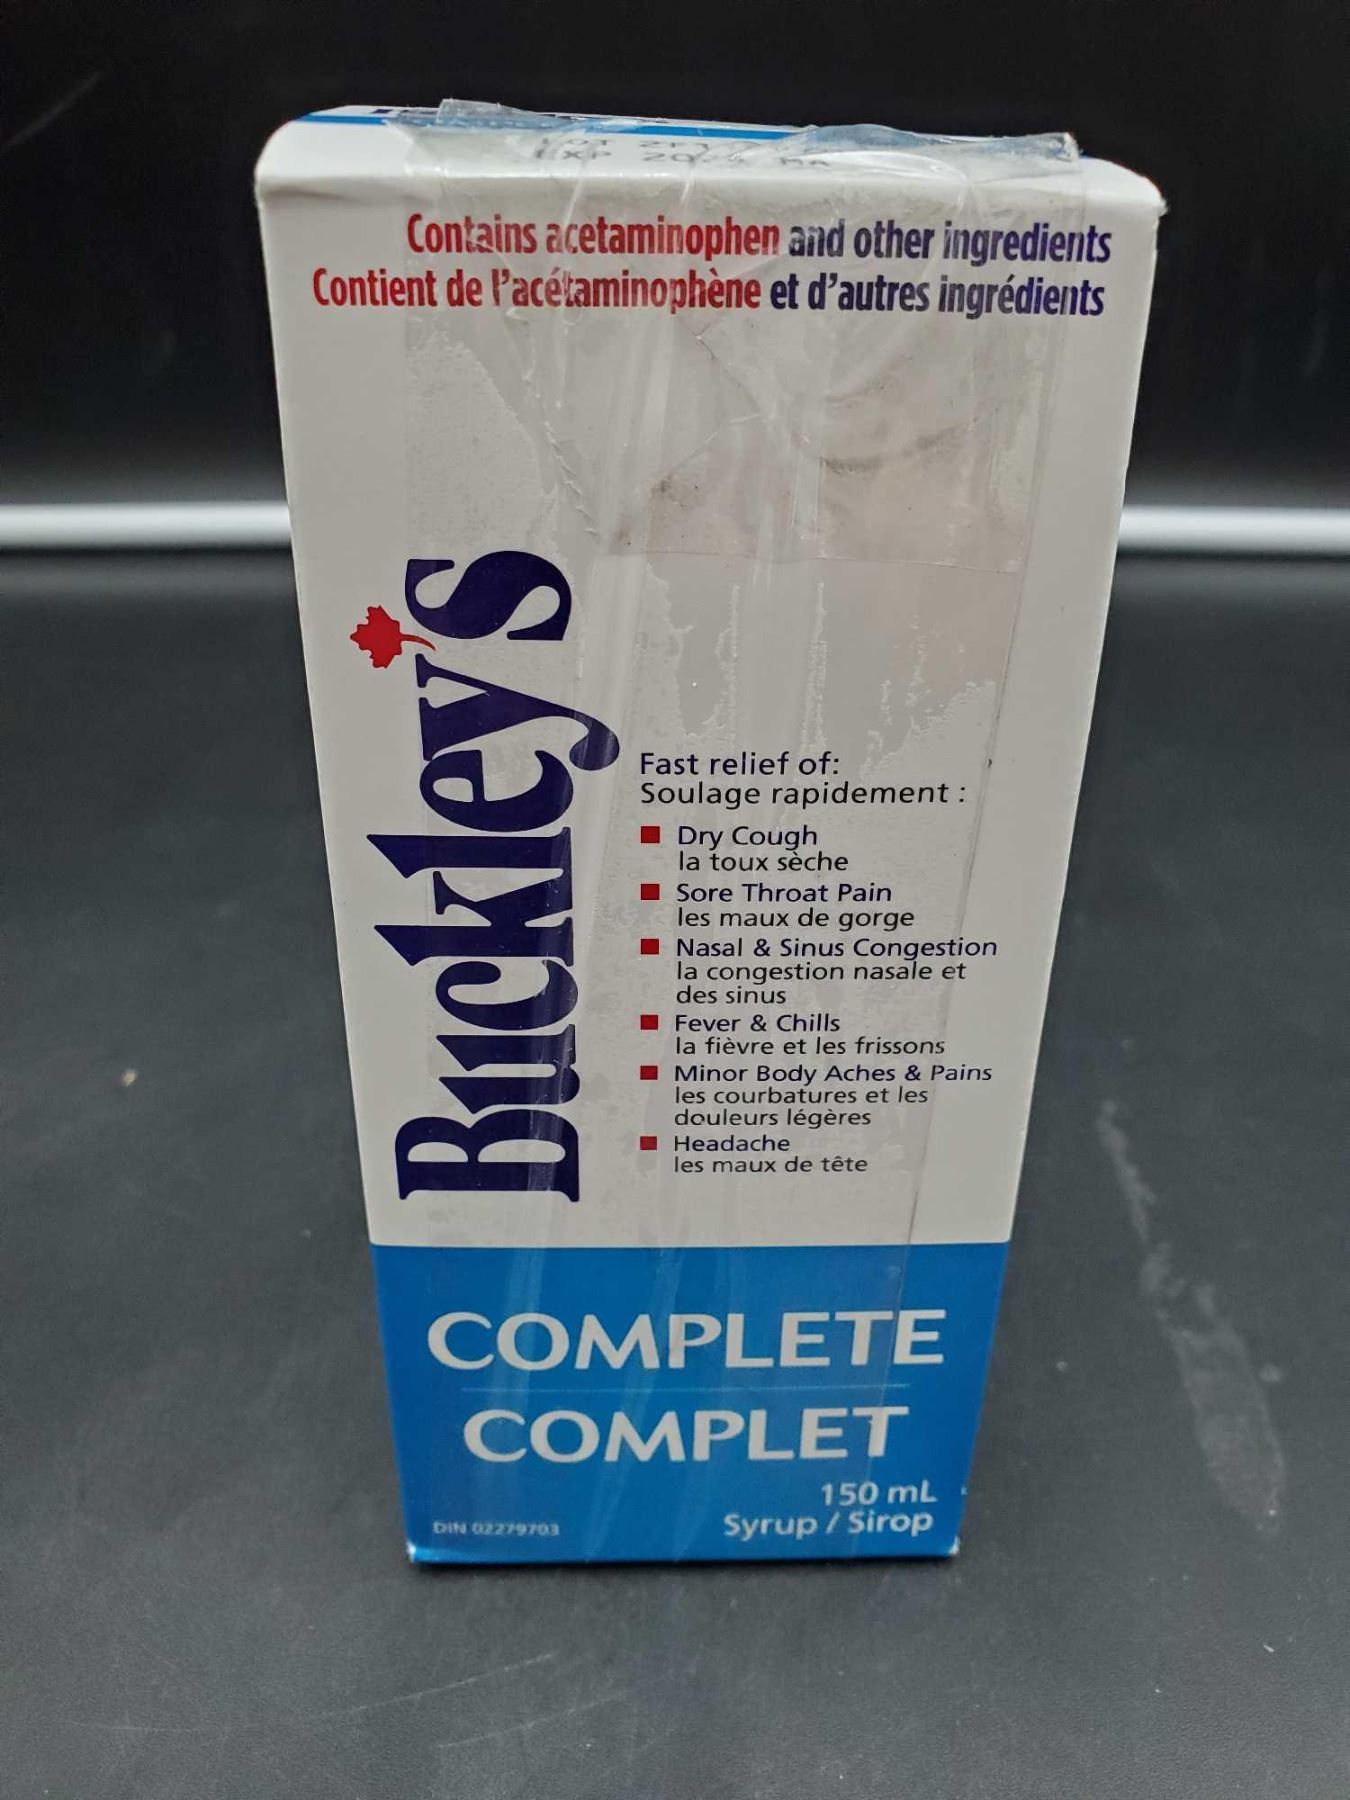 LOT
EXP MA
Contains acetaminophen and other ingredients
Contient de l'acétaminophène et d'autres ingrédients
Buckley's
Fast relief of:
Soulage rapidement :
Dry Cough
la toux sèche
Sore Throat Pain
les maux de gorge
Nasal & Sinus Congestion
la congestion nasale et
des sinus
Fever & Chills
la fièvre et les frissons
Minor Body Aches & Pains
les courbatures et les
douleurs légères
Headache
les maux de tête
COMPLETE
COMPLET
150 mL
Syrup / Sirop
DIN 02279703